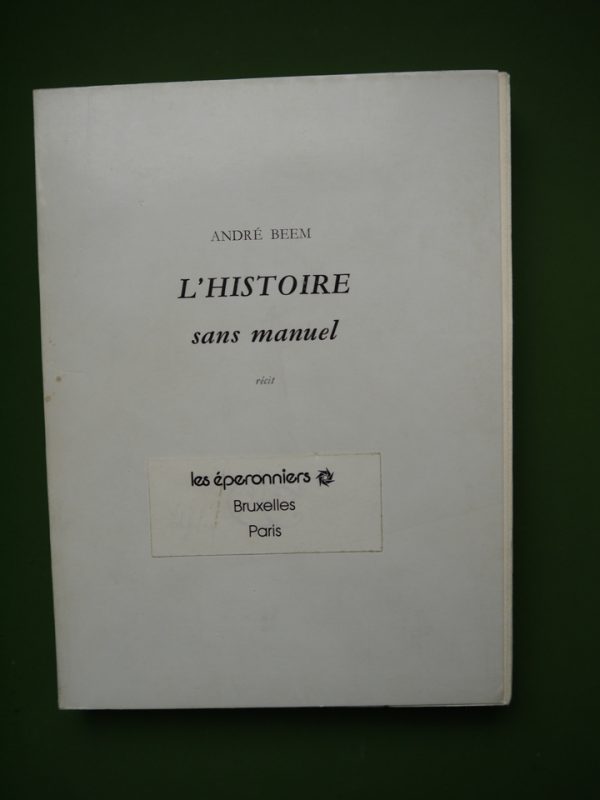 ANDRÉ BEEM
L'HISTOIRE
sans manuel
récit
les éperonniers
Bruxelles
Paris